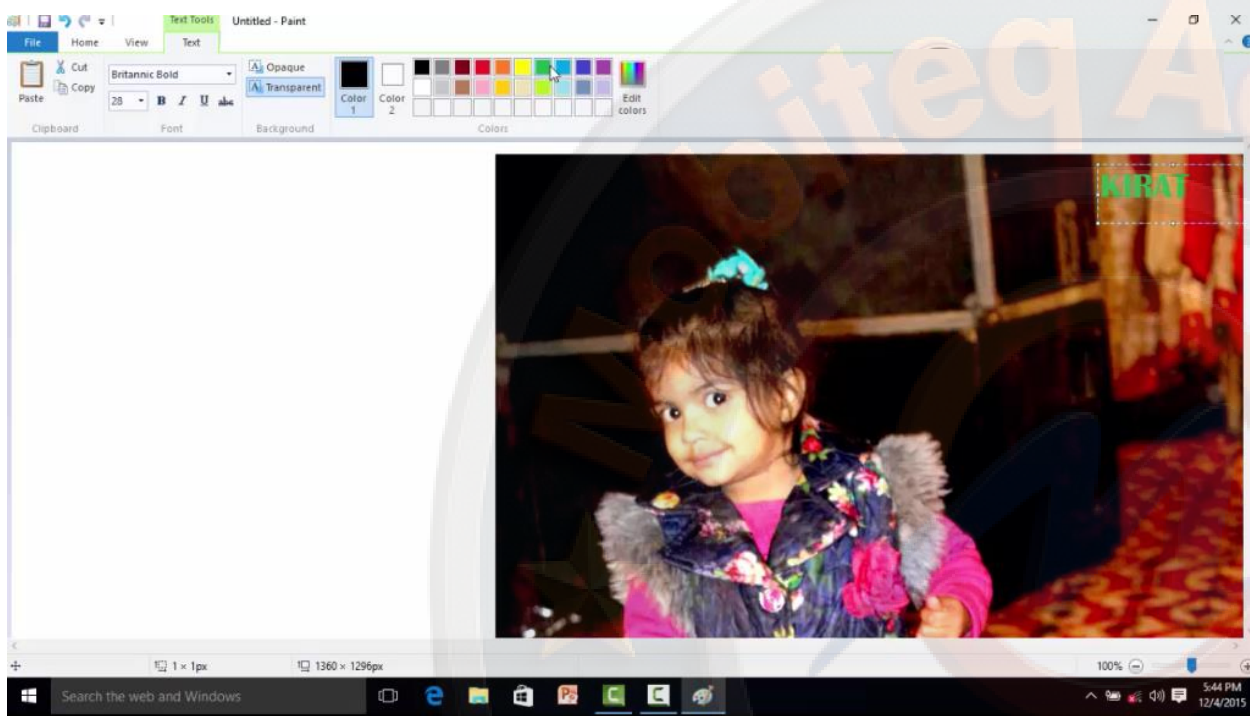 Text Tools Untitled - Paint
File Home View Text
Cut Britannic Bold Opaque
Copy Transparent
Paste 28 B I U abc Color 1 Color 2 Edit colors
Clipboard Font Background Colors
KIRAT
1 × 1px 1360 × 1296px 100%
Search the web and Windows 5:44 PM
12/4/2015